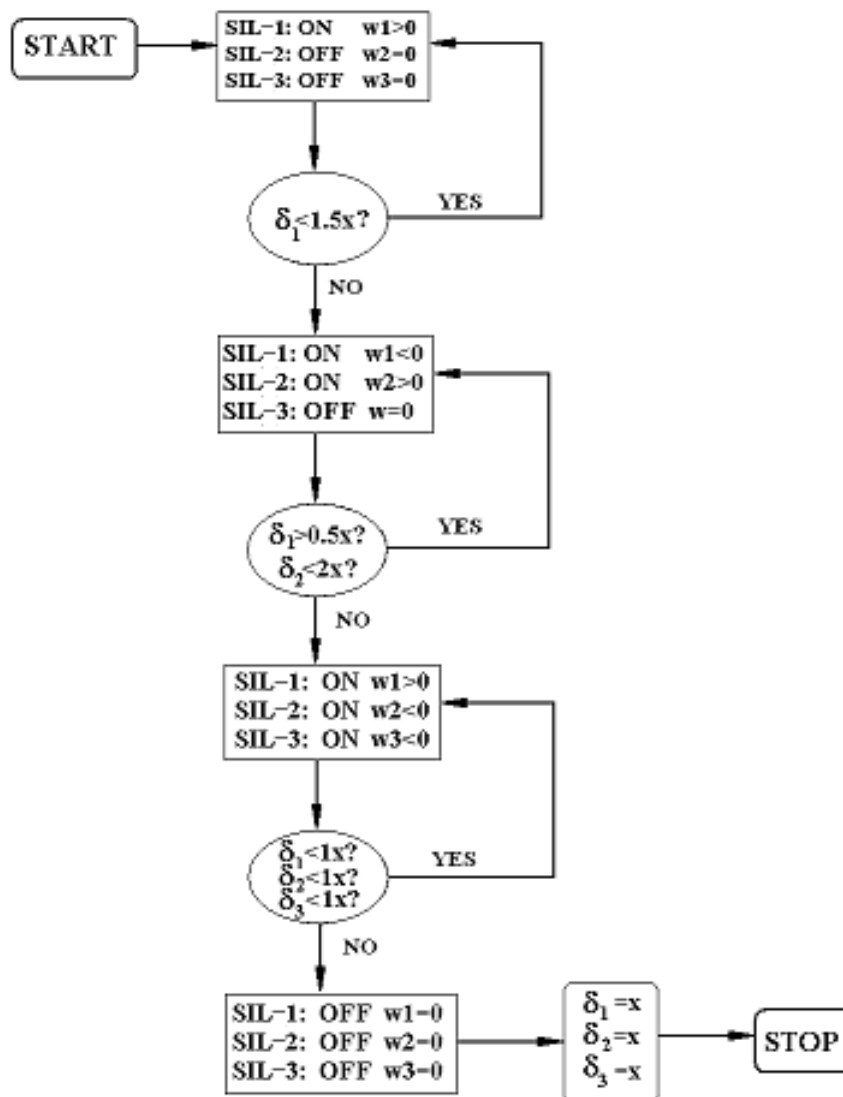 START
SIL-1: ON w1>0
SIL-2: OFF w2=0
SIL-3: OFF w3=0
δ1<1.5x?
YES
NO
SIL-1: ON w1<0
SIL-2: ON w2>0
SIL-3: OFF w=0
δ1>0.5x?
δ2<2x?
YES
NO
SIL-1: ON w1>0
SIL-2: ON w2<0
SIL-3: ON w3<0
δ1<1x?
δ2<1x?
δ3<1x?
YES
NO
SIL-1: OFF w1=0
SIL-2: OFF w2=0
SIL-3: OFF w3=0
δ1=x
δ2=x
δ3=x
STOP